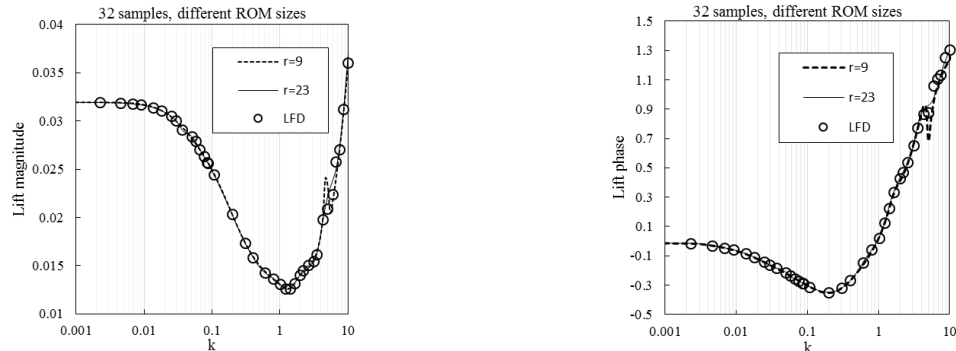 32 samples, different ROM sizes
0.04
0.035
0.03
0.025
0.02
0.015
0.01
Lift magnitude
r=9
r=23
LFD
0.001
0.01
0.1
1
10
k
32 samples, different ROM sizes
1.5
1.3
1.1
0.9
0.7
0.5
0.3
0.1
-0.1
-0.3
-0.5
Lift phase
r=9
r=23
LFD
0.001
0.01
0.1
1
10
k